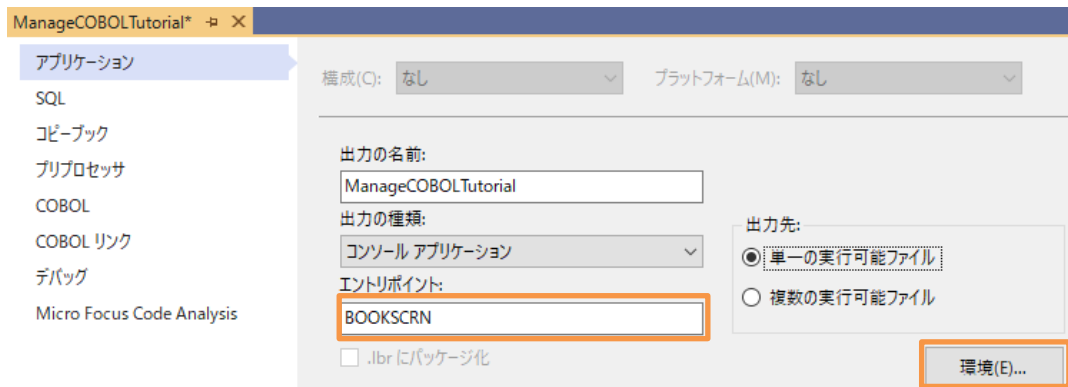 ManageCOBOLTutorial*
アプリケーション
SQL
コピーブック
プリプロセッサ
COBOL
COBOL リンク
デバッグ
Micro Focus Code Analysis
構成(C): なし プラットフォーム(M): なし
出力の名前:
ManageCOBOLTutorial
出力の種類:
コンソール アプリケーション
エントリポイント:
BOOKSCRN
.lbr にパッケージ化
出力先:
単一の実行可能ファイル
複数の実行可能ファイル
環境(E)...